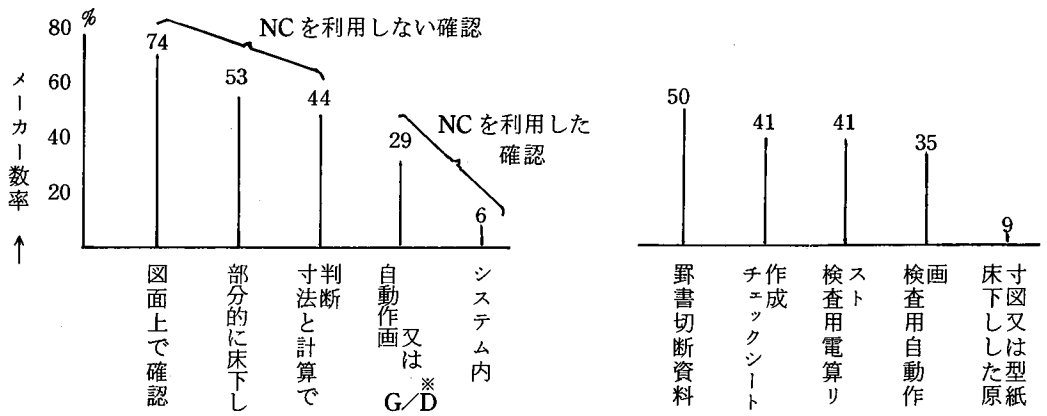 %
80
60
40
20
メーカー数率
↑
NCを利用しない確認
74
53
44
NCを利用した
確認
29
6
図面上で確認
部分的に床下し
寸法と計算で
判断
自動作画
又は
G/D※
システム内
50
41
41
35
9
罫書切断資料
チェックシート
作成
検査用電算リ
スト
検査用自動作
画
床下しした原
寸図又は型紙